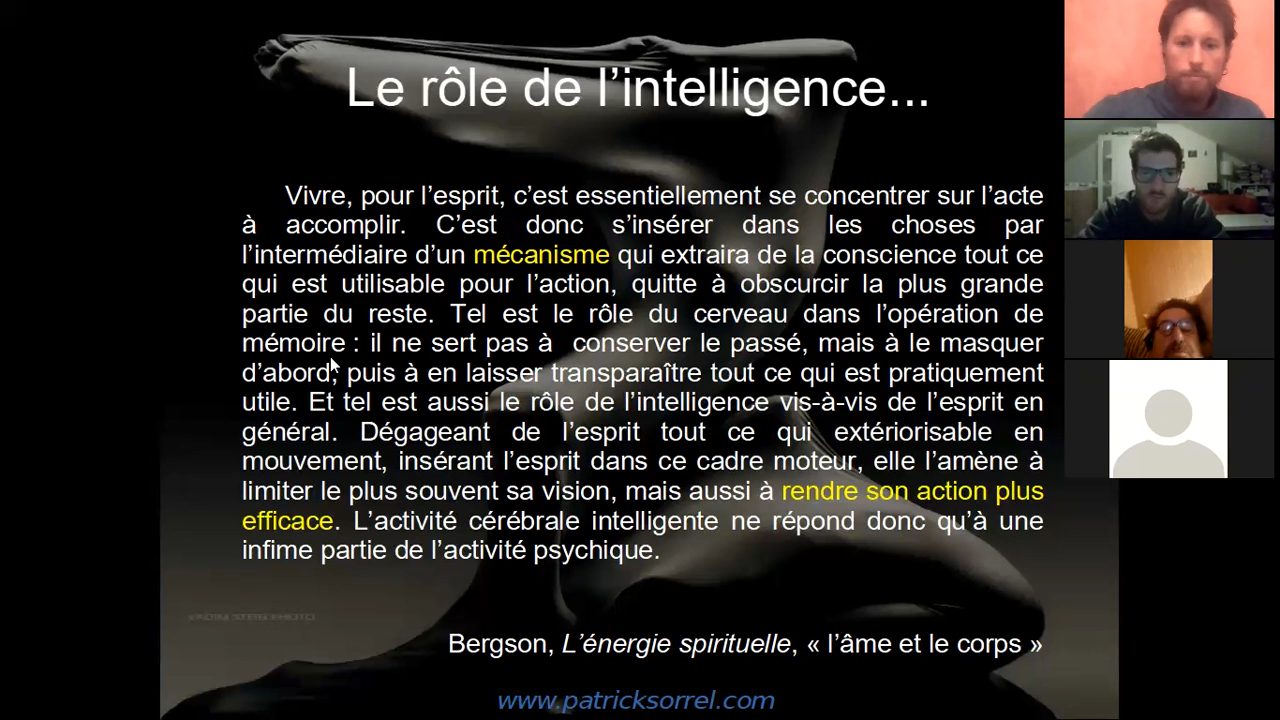 Le rôle de l’intelligence...
Vivre, pour l’esprit, c’est essentiellement se concentrer sur l’acte
à accomplir. C’est donc s’insérer dans les choses par
l’intermédiaire d’un mécanisme qui extraira de la conscience tout ce
qui est utilisable pour l’action, quitte à obscurcir la plus grande
partie du reste. Tel est le rôle du cerveau dans l’opération de
mémoire : il ne sert pas à conserver le passé, mais à le masquer
d’abord, puis à en laisser transparaître tout ce qui est pratiquement
utile. Et tel est aussi le rôle de l’intelligence vis-à-vis de l’esprit en
général. Dégageant de l’esprit tout ce qui extériorisable en
mouvement, insérant l’esprit dans ce cadre moteur, elle l’amène à
limiter le plus souvent sa vision, mais aussi à rendre son action plus
efficace. L’activité cérébrale intelligente ne répond donc qu’à une
infime partie de l’activité psychique.
VADIM STEIN PHOTO
Bergson, L’énergie spirituelle, « l’âme et le corps »
www.patricksorrel.com